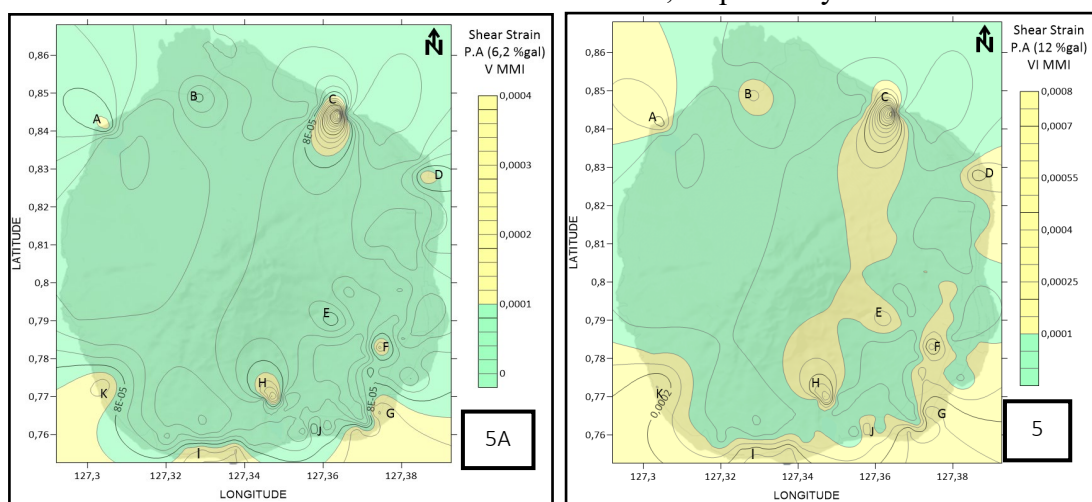 Shear Strain
P.A (6,2 %gal)
V MMI
N
0,86
0,85
0,84
0,83
0,82
0,81
0,8
0,79
0,78
0,77
0,76
LATITUDE
A
B
C
8E-05
D
E
F
H
K
8E-05
8E-05
G
J
I
0,0004
0,0003
0,0002
0,0001
0
5A
127,3
127,32
127,34
127,36
127,38
LONGITUDE
Shear Strain
P.A (12 %gal)
VI MMI
N
0,86
0,85
0,84
0,83
0,82
0,81
0,8
0,79
0,78
0,77
0,76
LATITUDE
A
B
C
D
E
F
H
K
0,0002
G
J
I
0,0008
0,0007
0,00055
0,0004
0,00025
0,0001
5
127,3
127,32
127,34
127,36
127,38
LONGITUDE